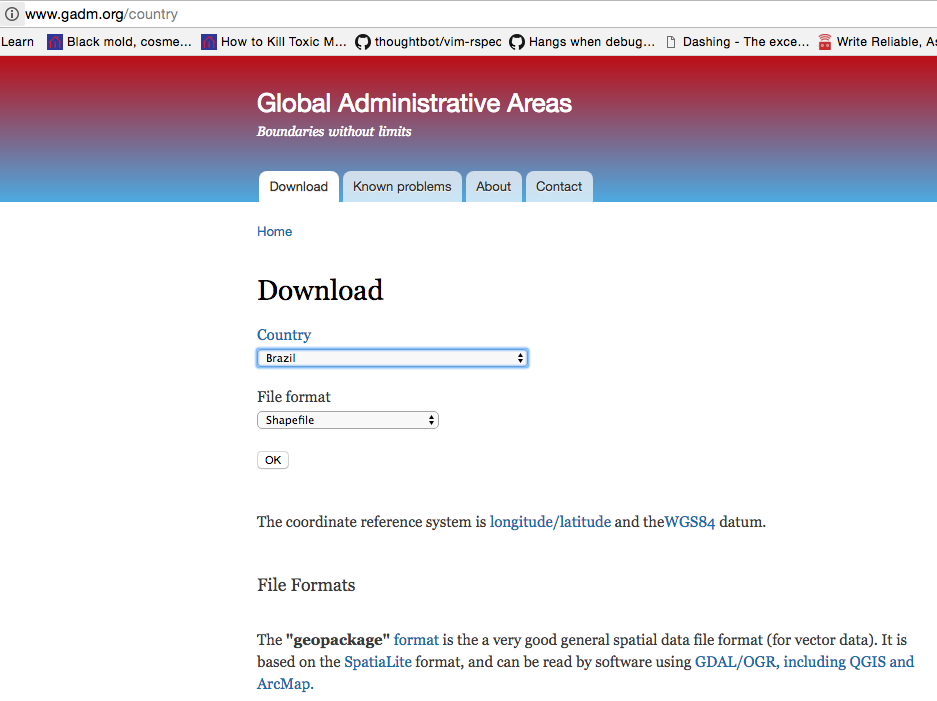 www.gadm.org/country
Learn Black mold, cosme... How to Kill Toxic M... thoughtbot/vim-rspec Hangs when debug... Dashing - The exce... Write Reliable, As
Global Administrative Areas
Boundaries without limits
Download Known problems About Contact
Home
Download
Country
Brazil
File format
Shapefile
OK
The coordinate reference system is longitude/latitude and theWGS84 datum.
File Formats
The "geopackage" format is the a very good general spatial data file format (for vector data). It is
based on the SpatiaLite format, and can be read by software using GDAL/OGR, including QGIS and
ArcMap.